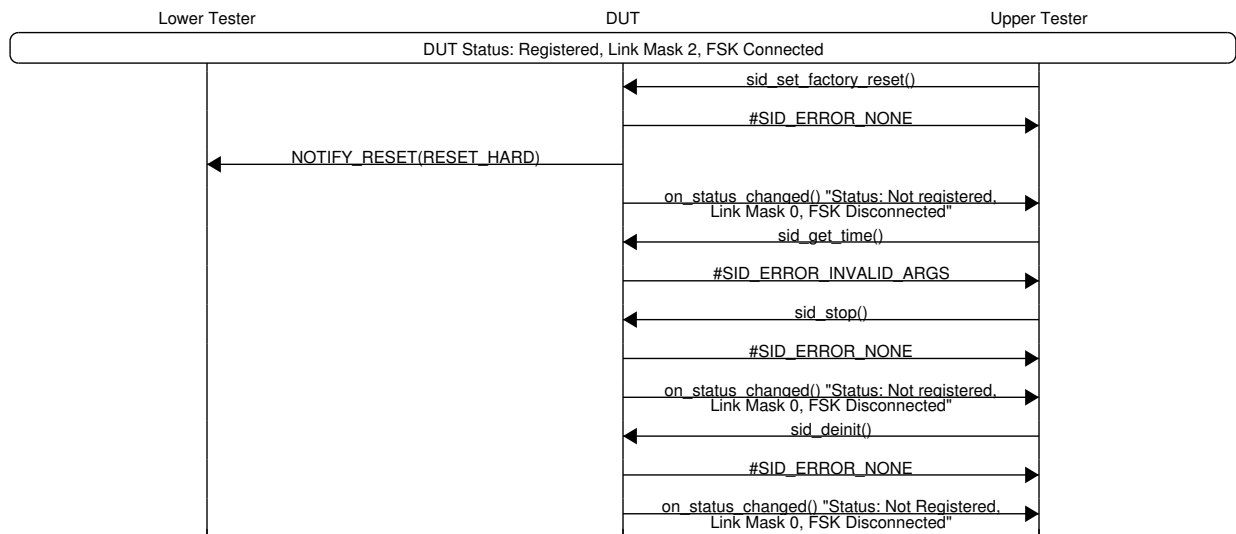 Lower Tester DUT Upper Tester
DUT Status: Registered, Link Mask 2, FSK Connected
sid_set_factory_reset()
#SID_ERROR_NONE
NOTIFY_RESET(RESET_HARD)
on_status_changed() "Status: Not registered,
Link Mask 0, FSK Disconnected"
sid_get_time()
#SID_ERROR_INVALID_ARGS
sid_stop()
#SID_ERROR_NONE
on_status_changed() "Status: Not registered,
Link Mask 0, FSK Disconnected"
sid_deinit()
#SID_ERROR_NONE
on_status_changed() "Status: Not Registered,
Link Mask 0, FSK Disconnected"